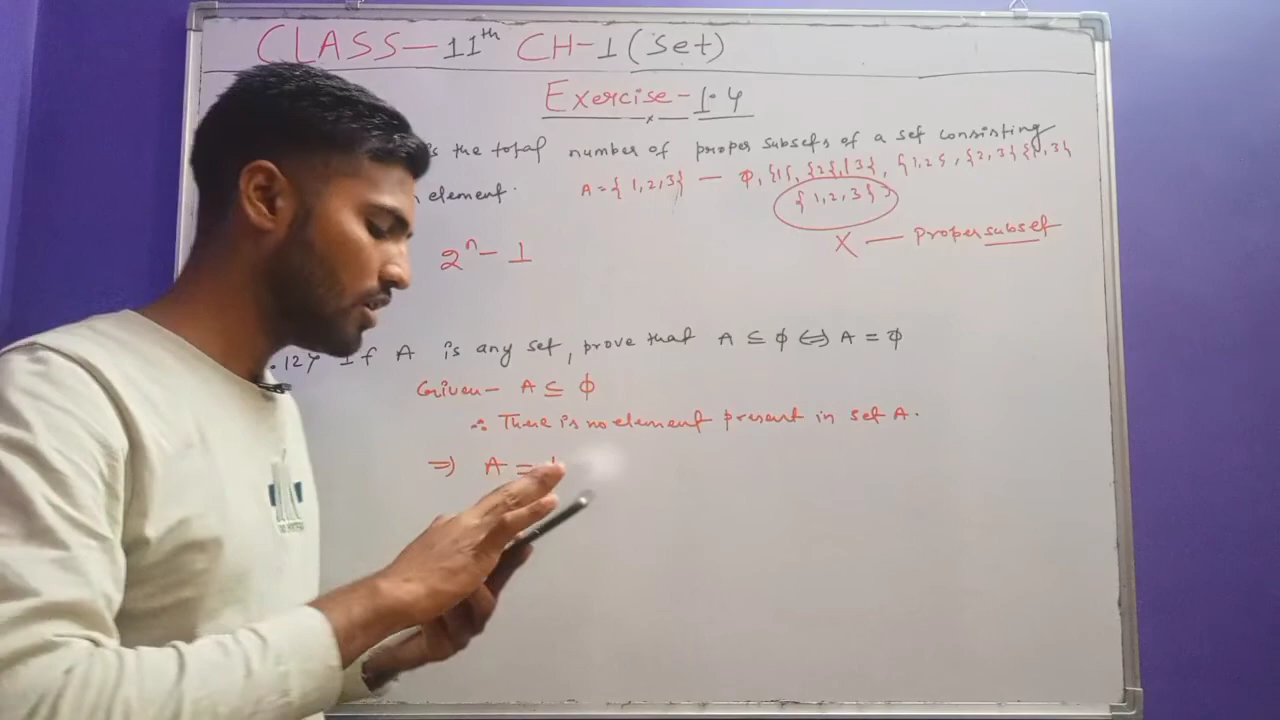 CLASS—11th CH-1 (Set)
Exercise-1.4
the total number of proper subsets of a set consisting
element. A={ 1,2,3} — φ, {1}, {2}, {3}, {1,2}, {2,3} {1,3}
{ 1,2,3 }
X — Proper subset
2ⁿ - 1
.12} If A is any set, prove that A ⊆ φ ⇔ A = φ
Given- A ⊆ φ
∴ There is no element present in set A.
⇒ A =